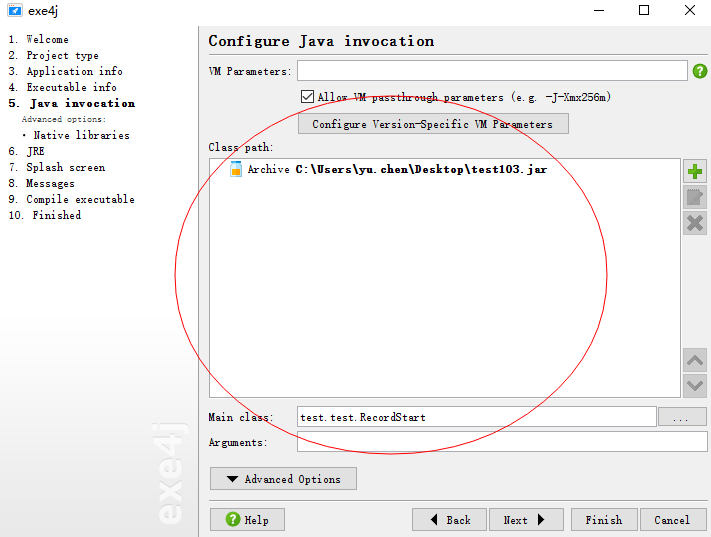 exe4j
1. Welcome
2. Project type
3. Application info
4. Executable info
5. Java invocation
Advanced options:
• Native libraries
6. JRE
7. Splash screen
8. Messages
9. Compile executable
10. Finished
exe4j
Configure Java invocation
VM Parameters:
Allow VM passthrough parameters (e.g. -J-Xmx256m)
Configure Version-Specific VM Parameters
Class path:
Archive C:\Users\yu.chen\Desktop\test103.jar
Main class: test.test.RecordStart ...
Arguments:
Advanced Options
Help Back Next Finish Cancel